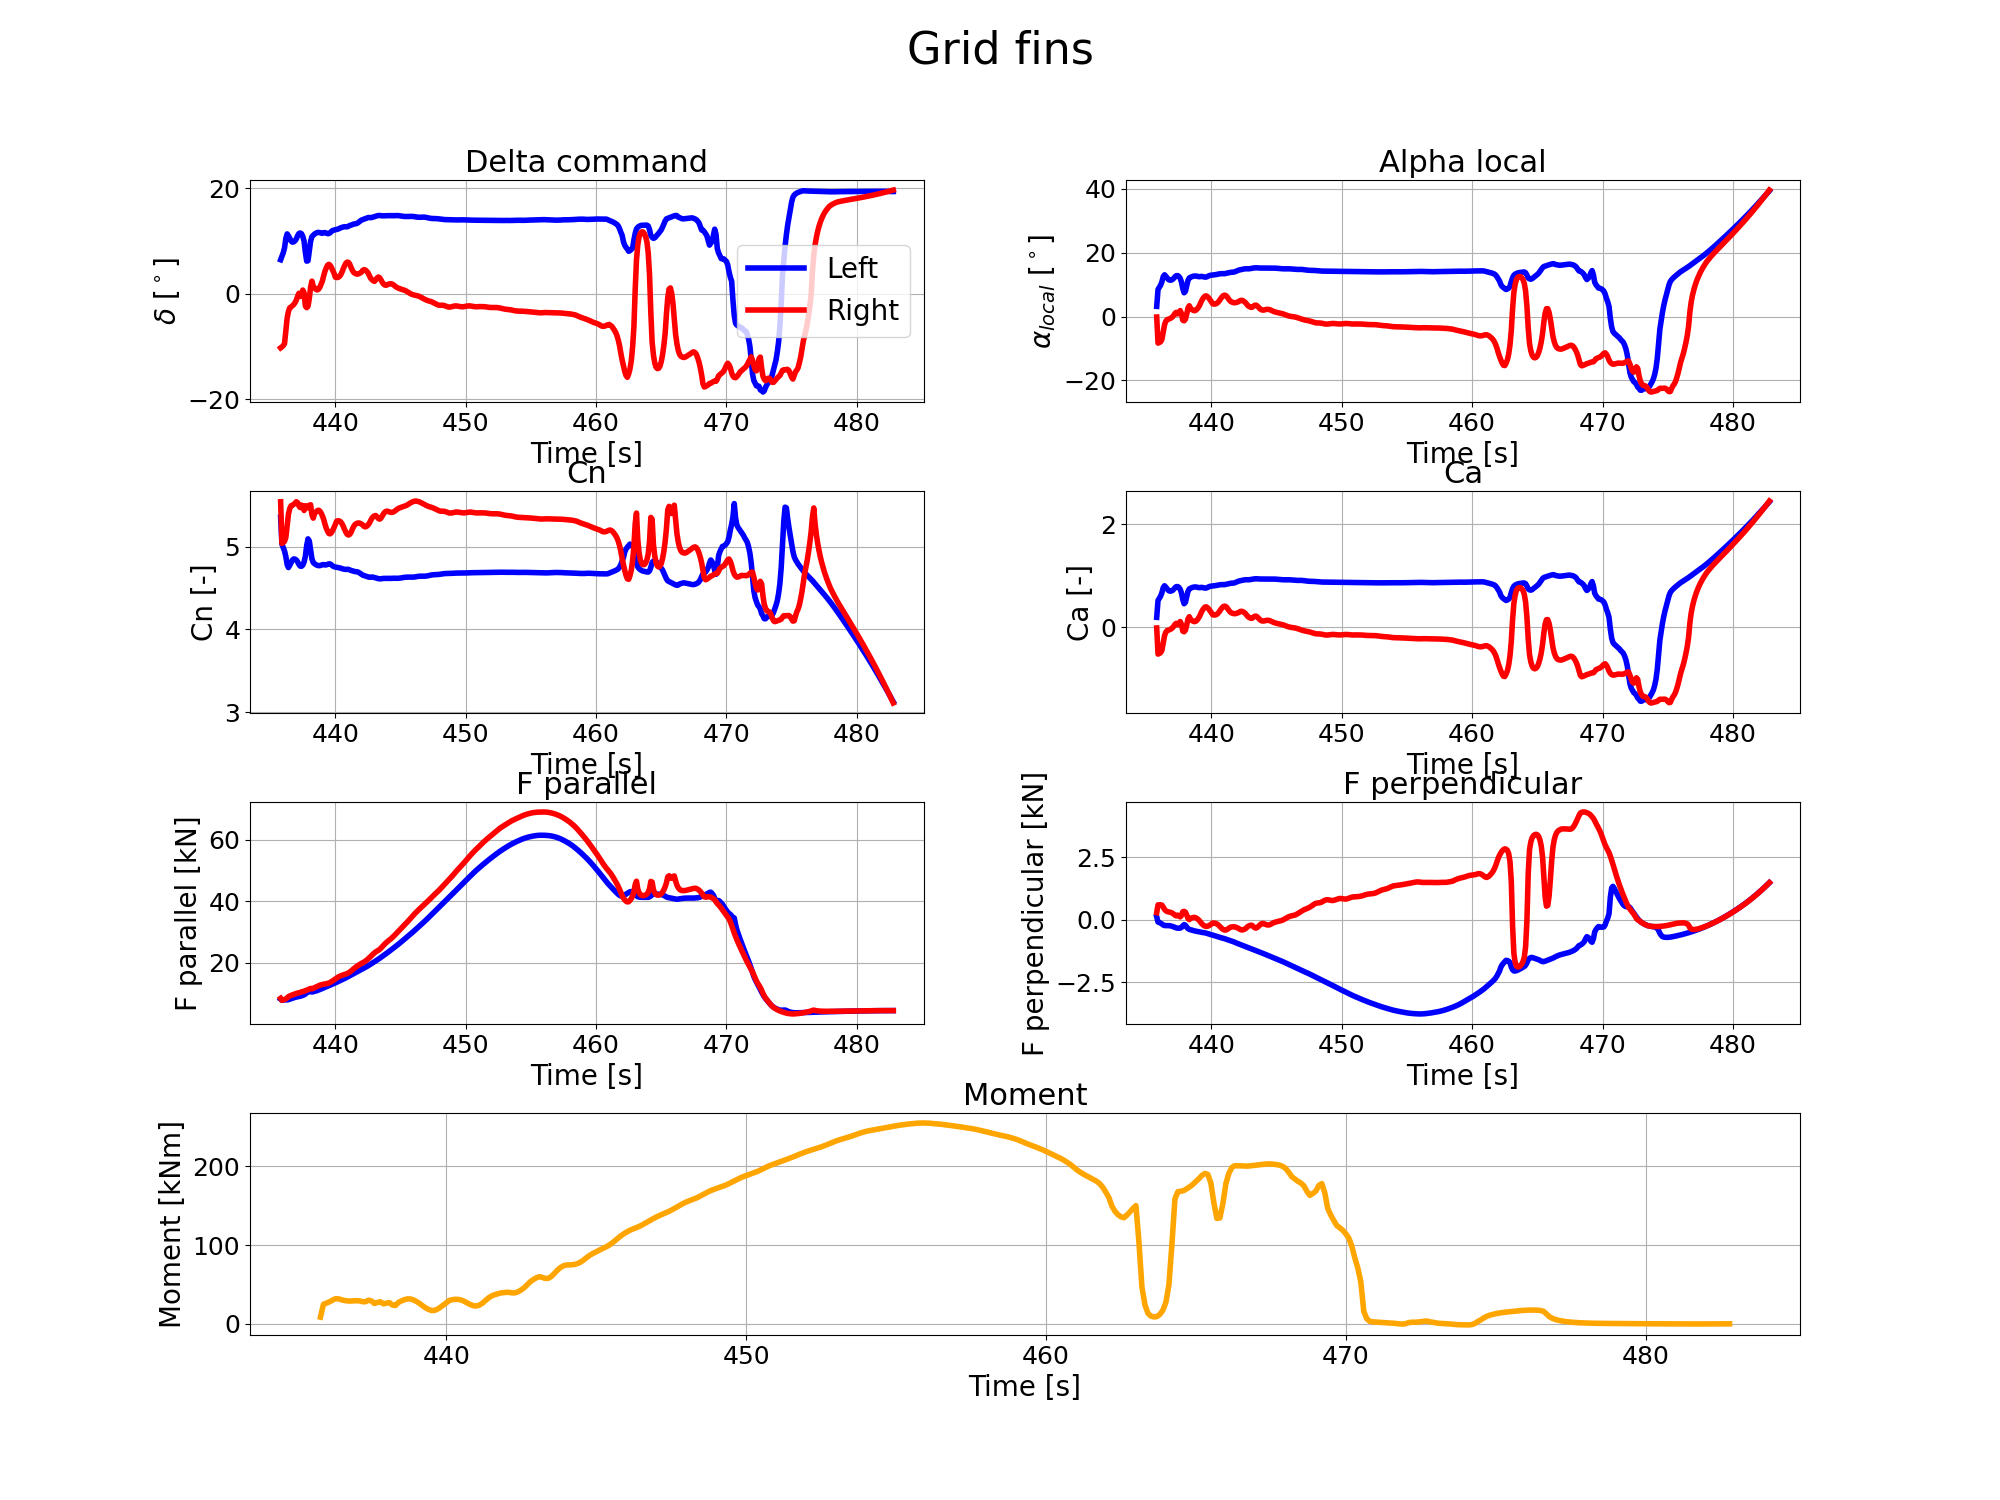 Grid fins
Delta command
δ [ ° ]
20
0
−20
Left
Right
440 450 460 470 480
Time [s]
Alpha local
α_local [ ° ]
40
20
0
−20
440 450 460 470 480
Time [s]
Cn
Cn [-]
5
4
3
440 450 460 470 480
Time [s]
Ca
Ca [-]
2
0
440 450 460 470 480
Time [s]
F parallel
F parallel [kN]
60
40
20
440 450 460 470 480
Time [s]
F perpendicular
F perpendicular [kN]
2.5
0.0
−2.5
440 450 460 470 480
Time [s]
Moment
Moment [kNm]
200
100
0
440 450 460 470 480
Time [s]